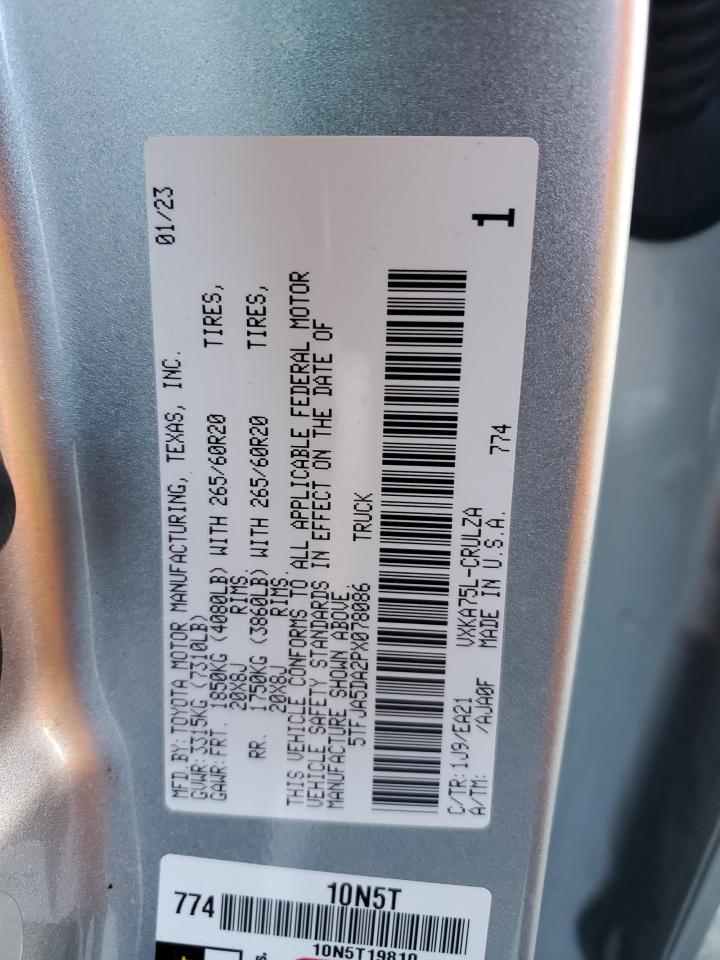 MFD BY: TOYOTA MOTOR MANUFACTURING, TEXAS, INC. 01/23
GVWR: 3315KG (7310LB)
GAWR: FRT. 1850KG (4080LB) WITH 265/60R20 TIRES,
20X8J RIMS,
RR. 1750KG (3860LB) WITH 265/60R20 TIRES,
20X8J RIMS.
THIS VEHICLE CONFORMS TO ALL APPLICABLE FEDERAL MOTOR
VEHICLE SAFETY STANDARDS IN EFFECT ON THE DATE OF
MANUFACTURE SHOWN ABOVE.
5TFJA5DA2PX078086 TRUCK
1
C/TR: 1J9/EA21 VXKA75L-CRULZA
A/TM: /AJA0F MADE IN U.S.A. 774
10N5T
774
10N5T19810